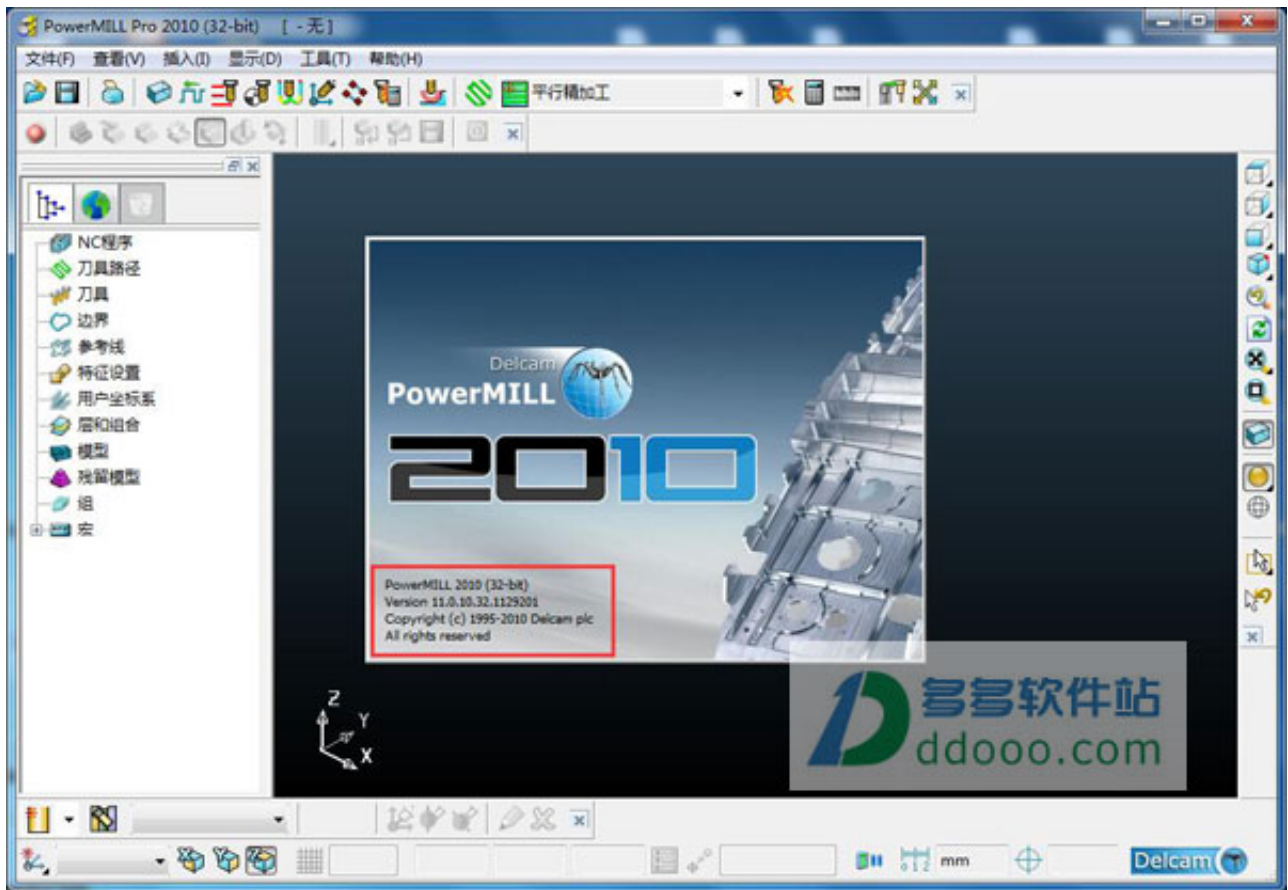 PowerMILL Pro 2010 (32-bit) [ - 无 ]
文件(F) 查看(V) 插入(I) 显示(D) 工具(T) 帮助(H)
平行精加工
NC程序
刀具路径
刀具
边界
参考线
特征设置
用户坐标系
层和组合
模型
残留模型
组
宏
Delcam
PowerMILL
2010
PowerMILL 2010 (32-bit)
Version 11.0.10.32.1129201
Copyright (c) 1995-2010 Delcam plc
All rights reserved
多多软件站
ddooo.com
Z
Y
X
mm
Delcam